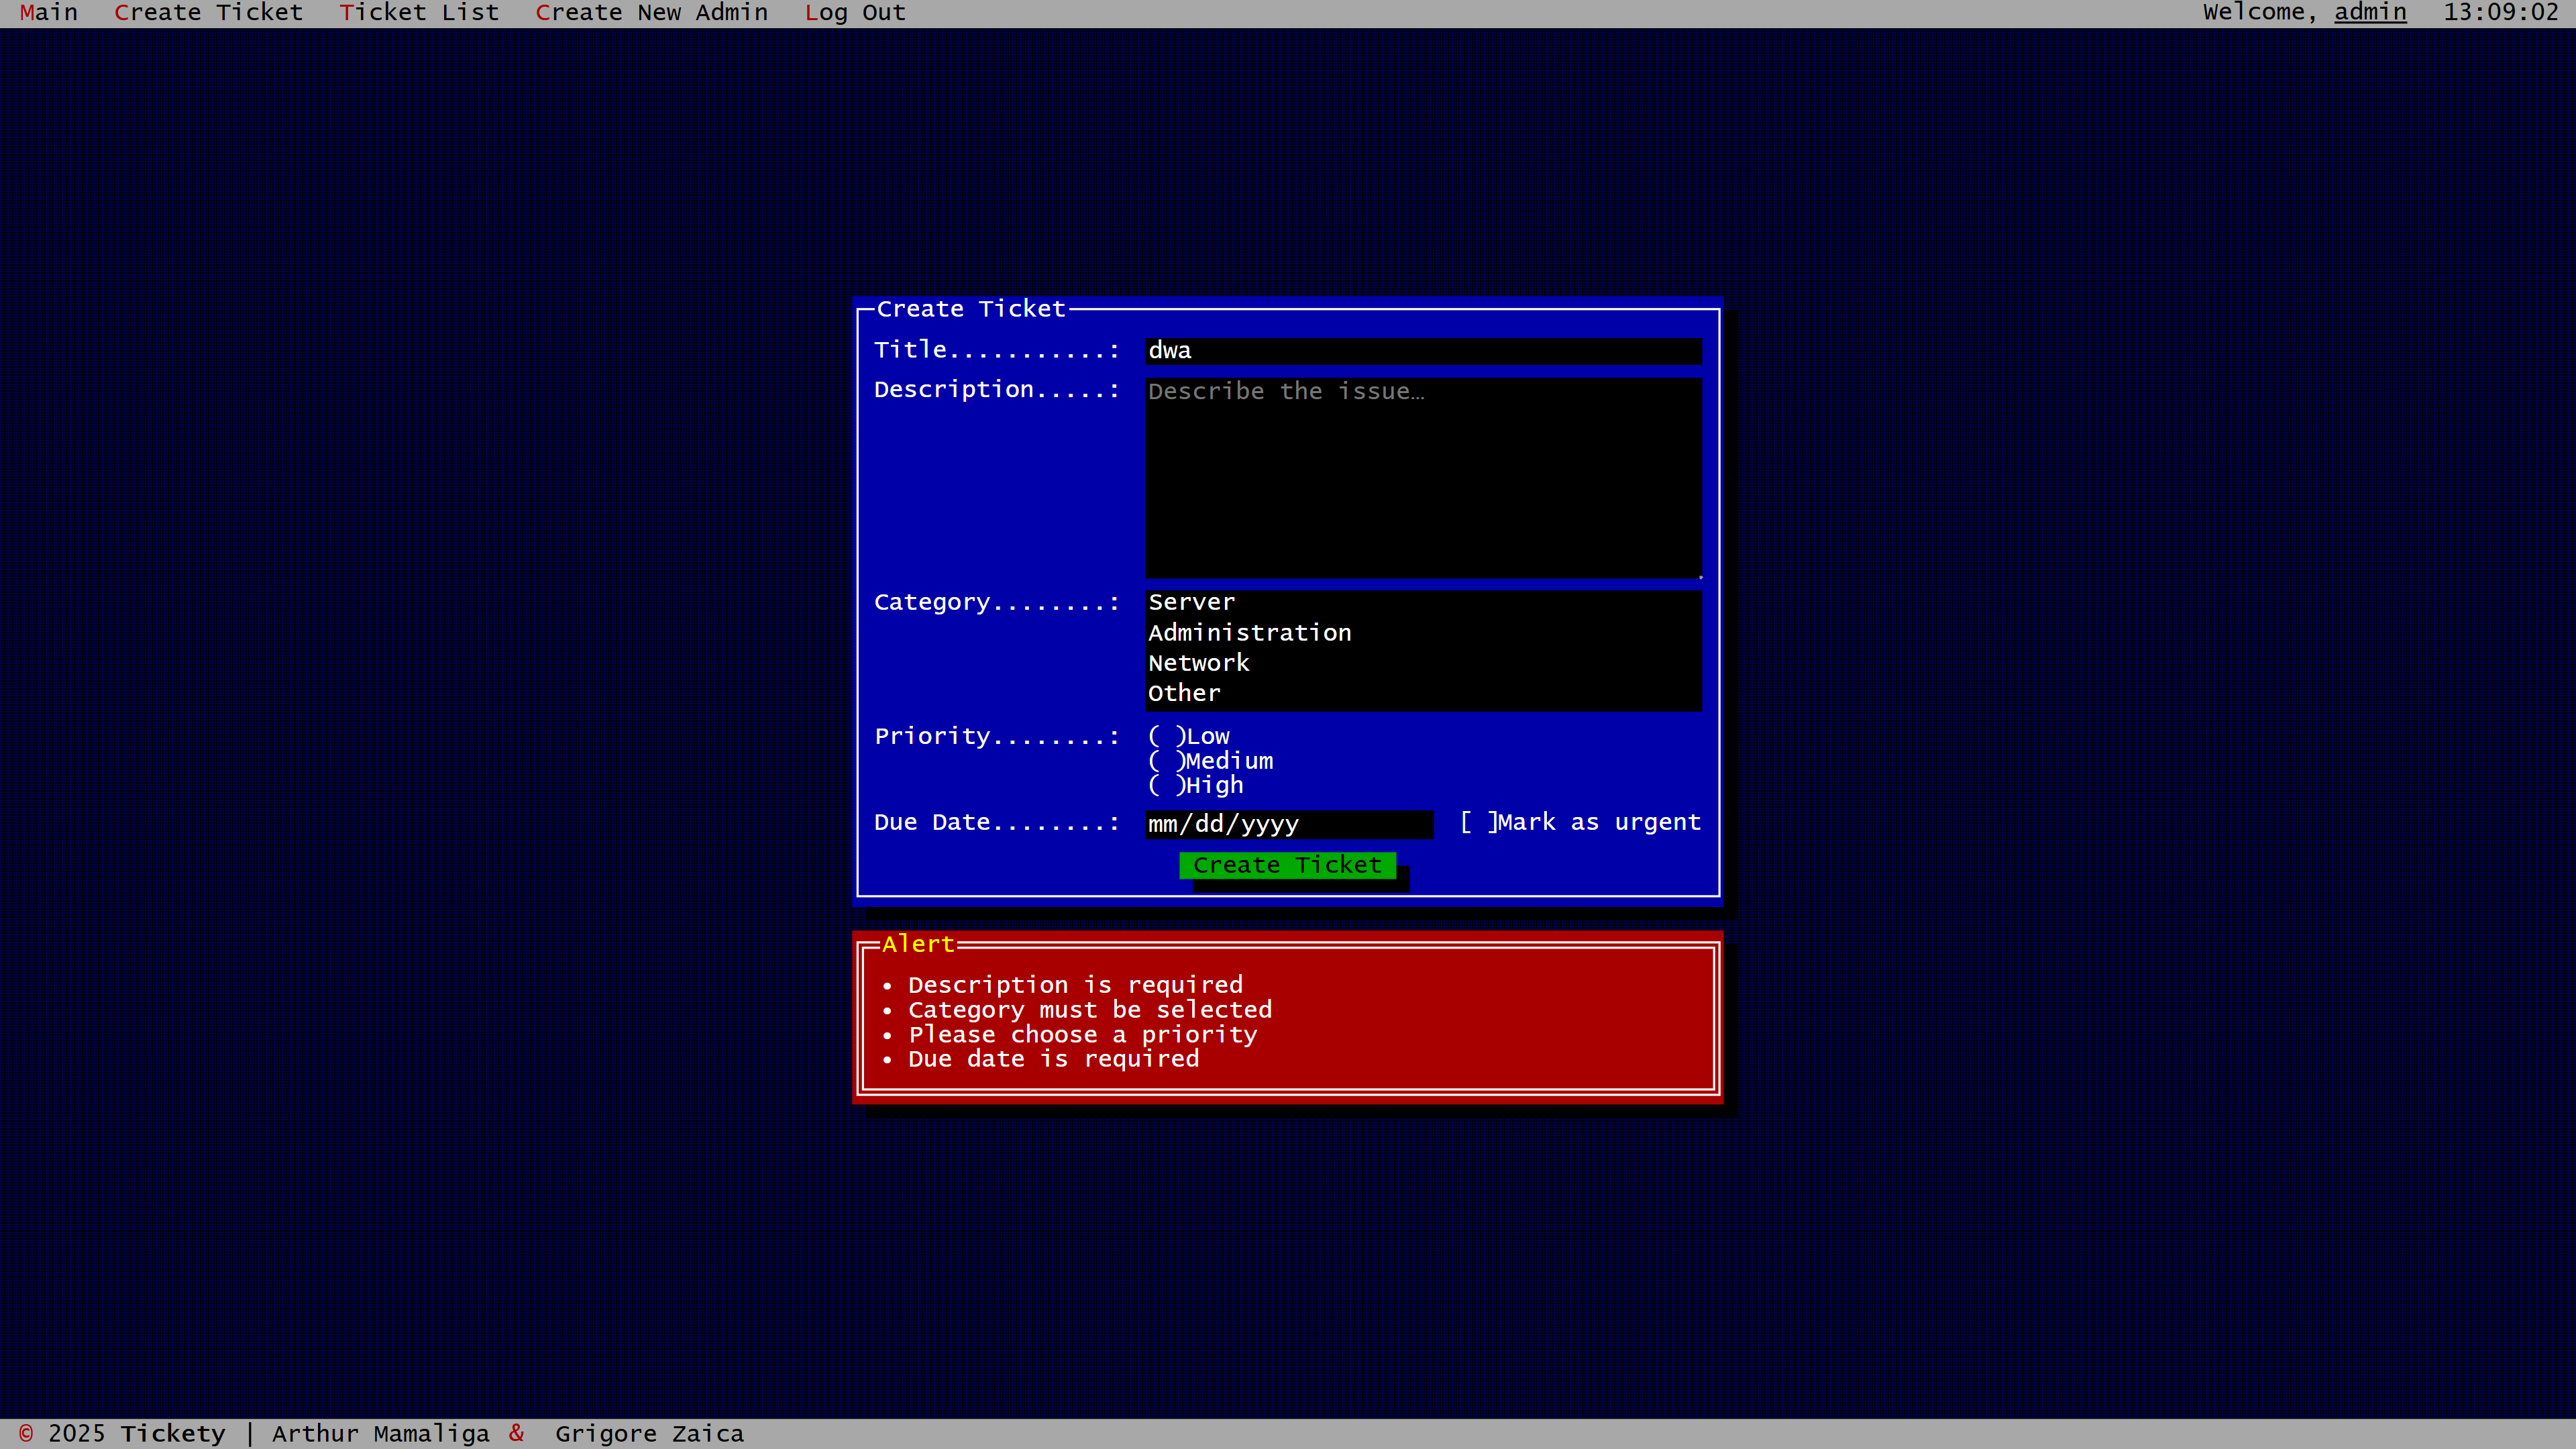 Main Create Ticket Ticket List Create New Admin Log Out Welcome, admin 13:09:02
Create Ticket
Title...........: dwa
Description.....: Describe the issue…
Category........: Server
Administration
Network
Other
Priority........: ( )Low
( )Medium
( )High
Due Date........: mm/dd/yyyy [ ]Mark as urgent
Create Ticket
Alert
• Description is required
• Category must be selected
• Please choose a priority
• Due date is required
© 2025 Tickety | Arthur Mamaliga & Grigore Zaica